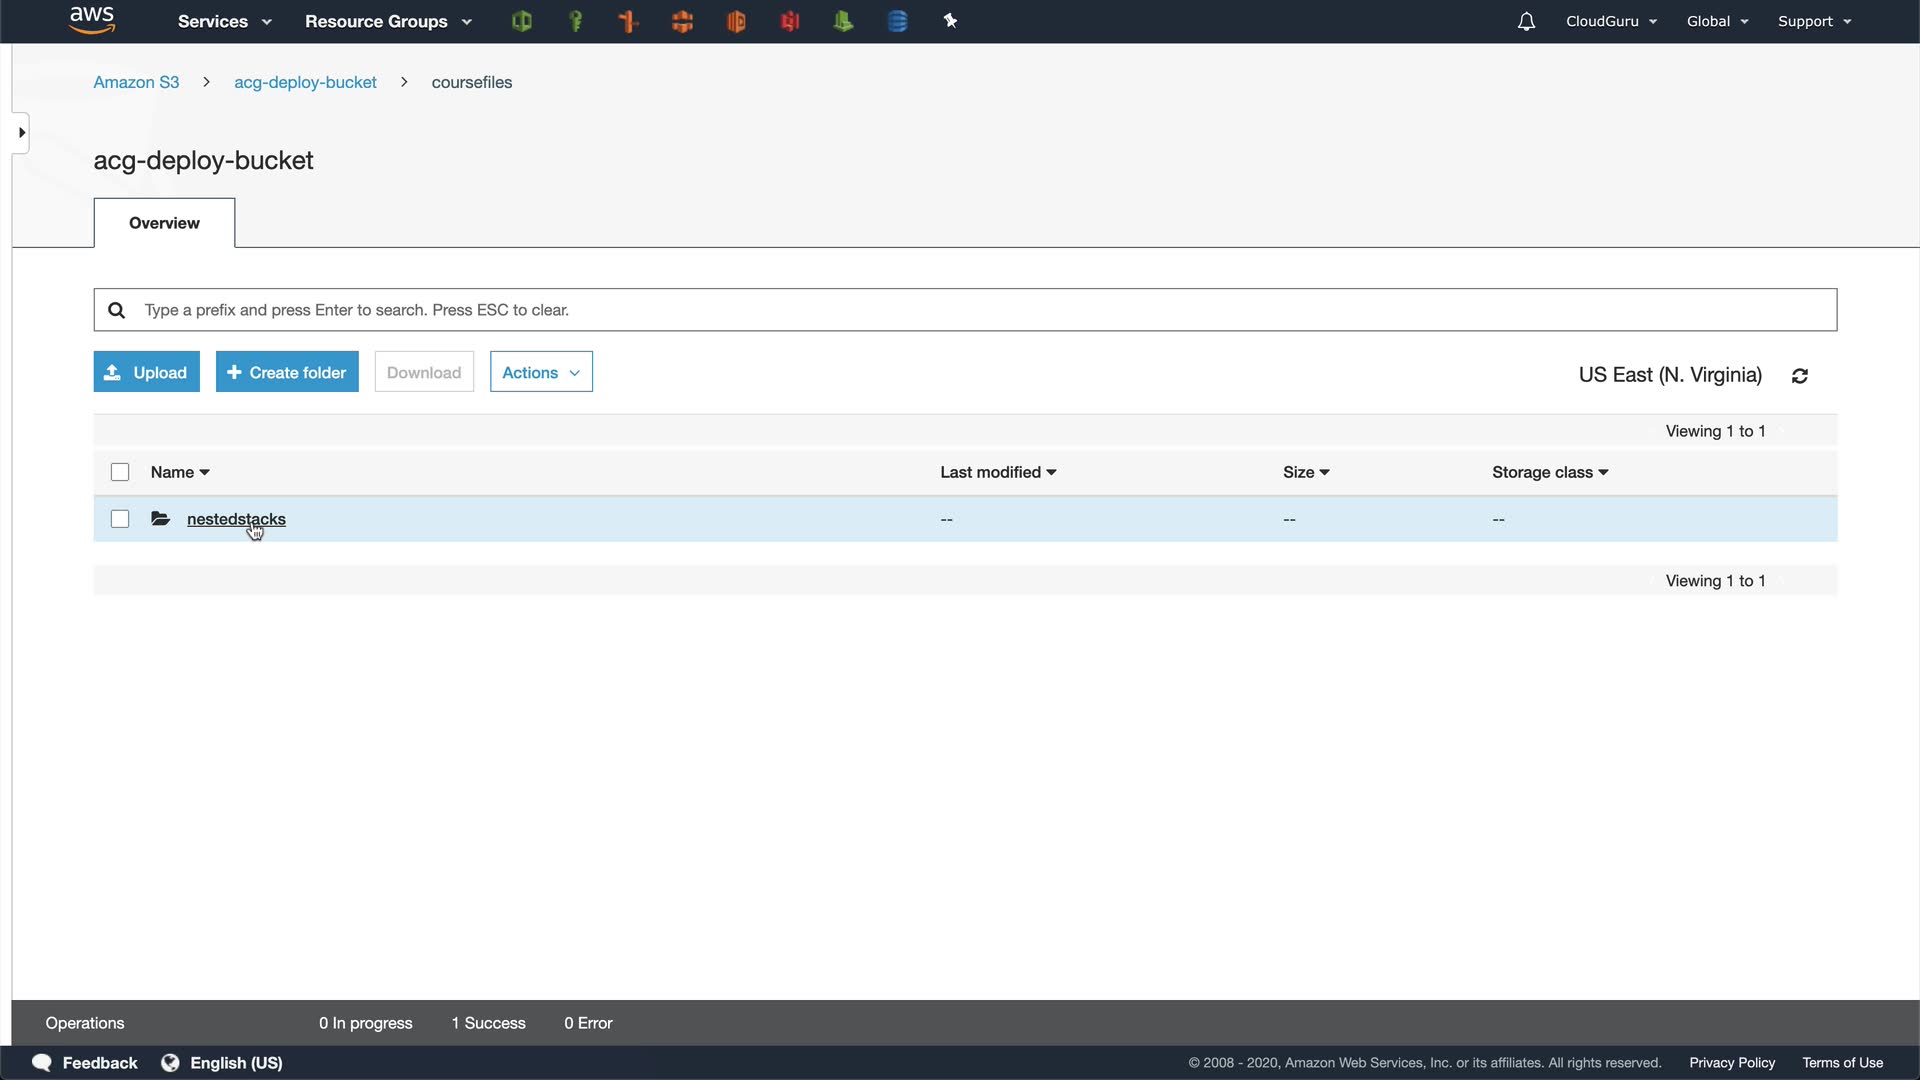 aws Services Resource Groups CloudGuru Global Support
Amazon S3 > acg-deploy-bucket > coursefiles
acg-deploy-bucket
Overview
Type a prefix and press Enter to search. Press ESC to clear.
Upload + Create folder Download Actions US East (N. Virginia)
Viewing 1 to 1
Name Last modified Size Storage class
nestedstacks -- -- --
Viewing 1 to 1
Operations 0 In progress 1 Success 0 Error
Feedback English (US) © 2008 - 2020, Amazon Web Services, Inc. or its affiliates. All rights reserved. Privacy Policy Terms of Use